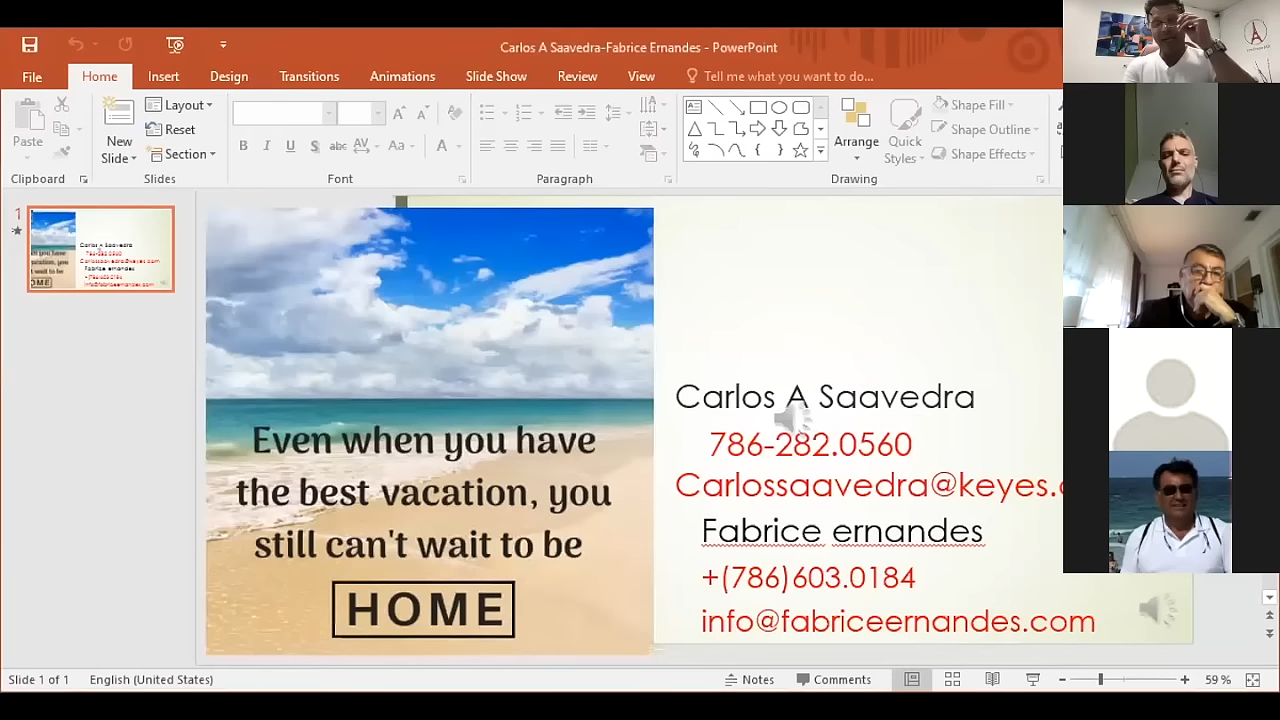 Carlos A Saavedra-Fabrice Ernandes - PowerPoint
File Home Insert Design Transitions Animations Slide Show Review View Tell me what you want to do...
Paste
New Slide
Layout
Reset
Section
Arrange
Quick Styles
Shape Fill
Shape Outline
Shape Effects
Clipboard Slides Font Paragraph Drawing
1
Even when you have
the best vacation, you
still can't wait to be
HOME
Carlos A Saavedra
786-282.0560
Carlossaavedra@keyes.
Fabrice ernandes
+(786)603.0184
info@fabriceernandes.com
Slide 1 of 1 English (United States) Notes Comments 59 %